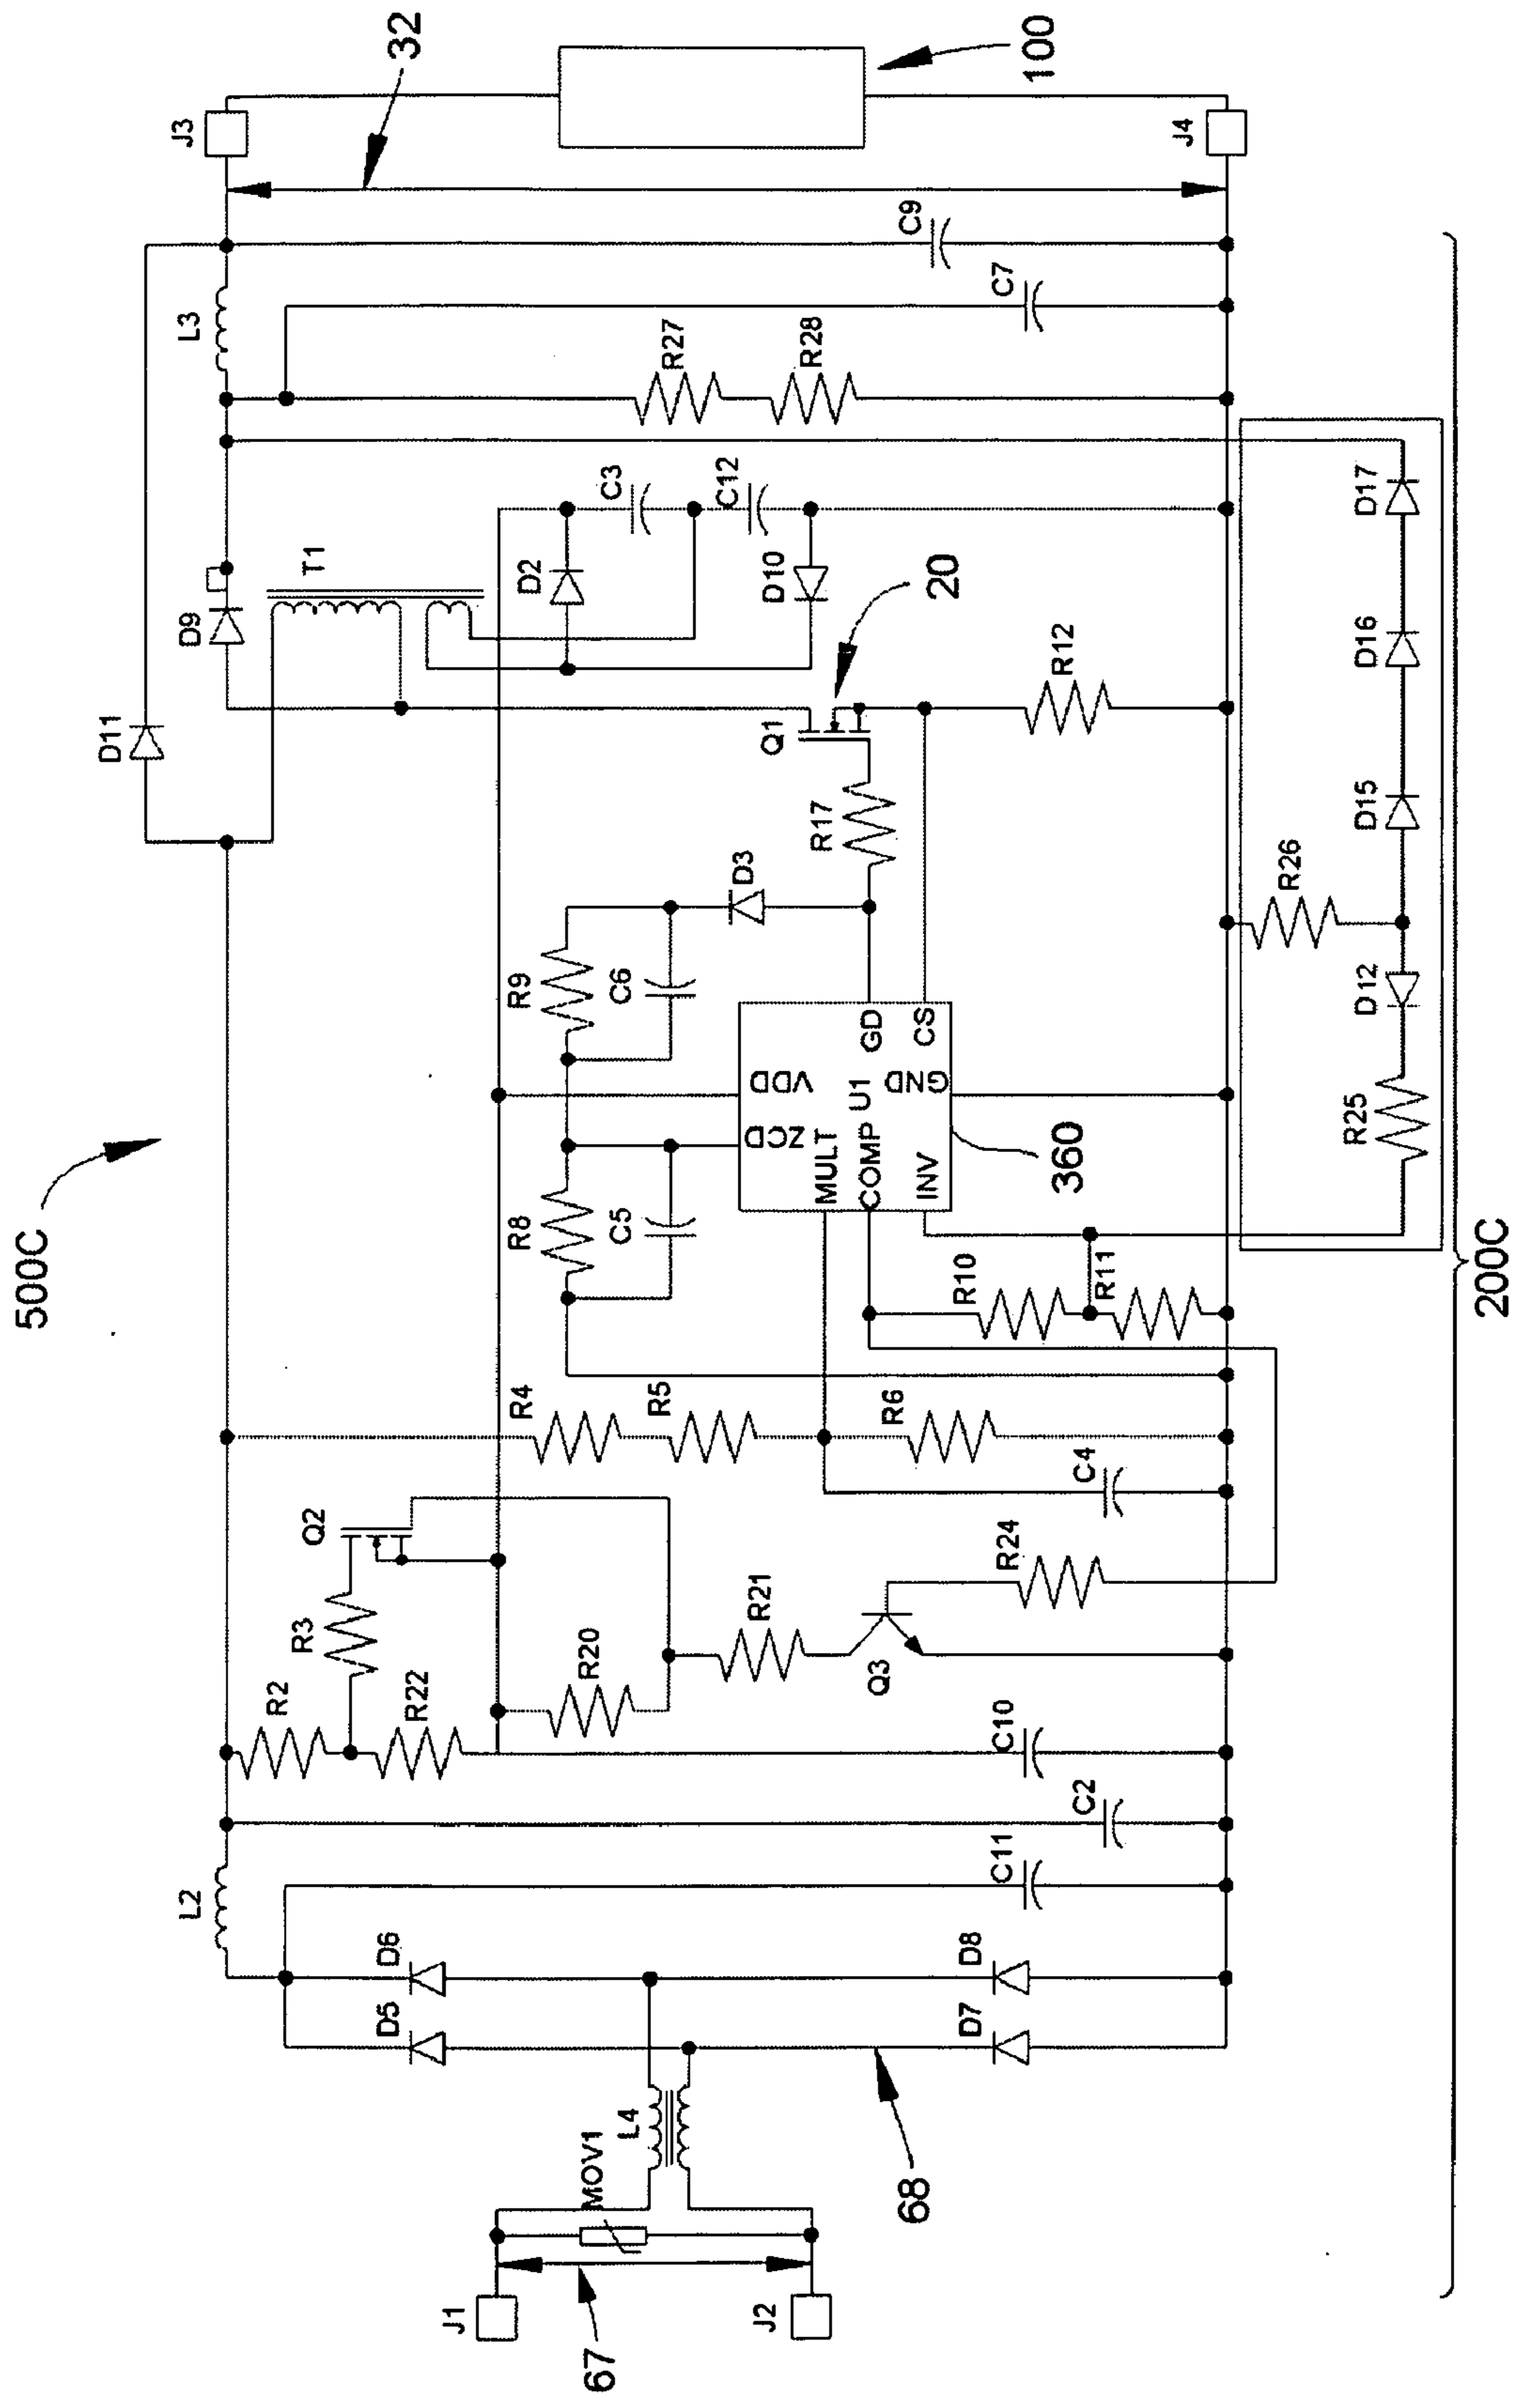 500C
J1
J2
67
MOV1
L4
68
D5
D6
D7
D8
L2
C11
C2
C10
R2
R22
R3
Q2
R20
R21
Q3
R24
R4
R5
R6
C4
R8
C5
R9
C6
D3
R10
R11
MULT
COMP
INV
ZCD
VDD
U1
GND
GD
CS
360
R17
Q1
20
R12
D11
D9
T1
D2
D10
C3
C12
R27
R28
L3
C7
C9
32
J3
J4
100
R25
D12
R26
D15
D16
D17
200C